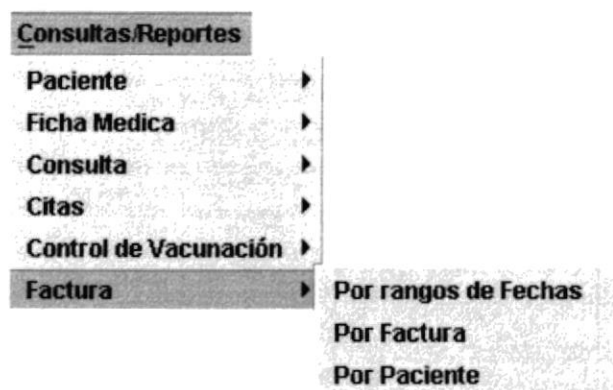 Consultas/Reportes
Paciente
Ficha Medica
Consulta
Citas
Control de Vacunación
Factura
Por rangos de Fechas
Por Factura
Por Paciente